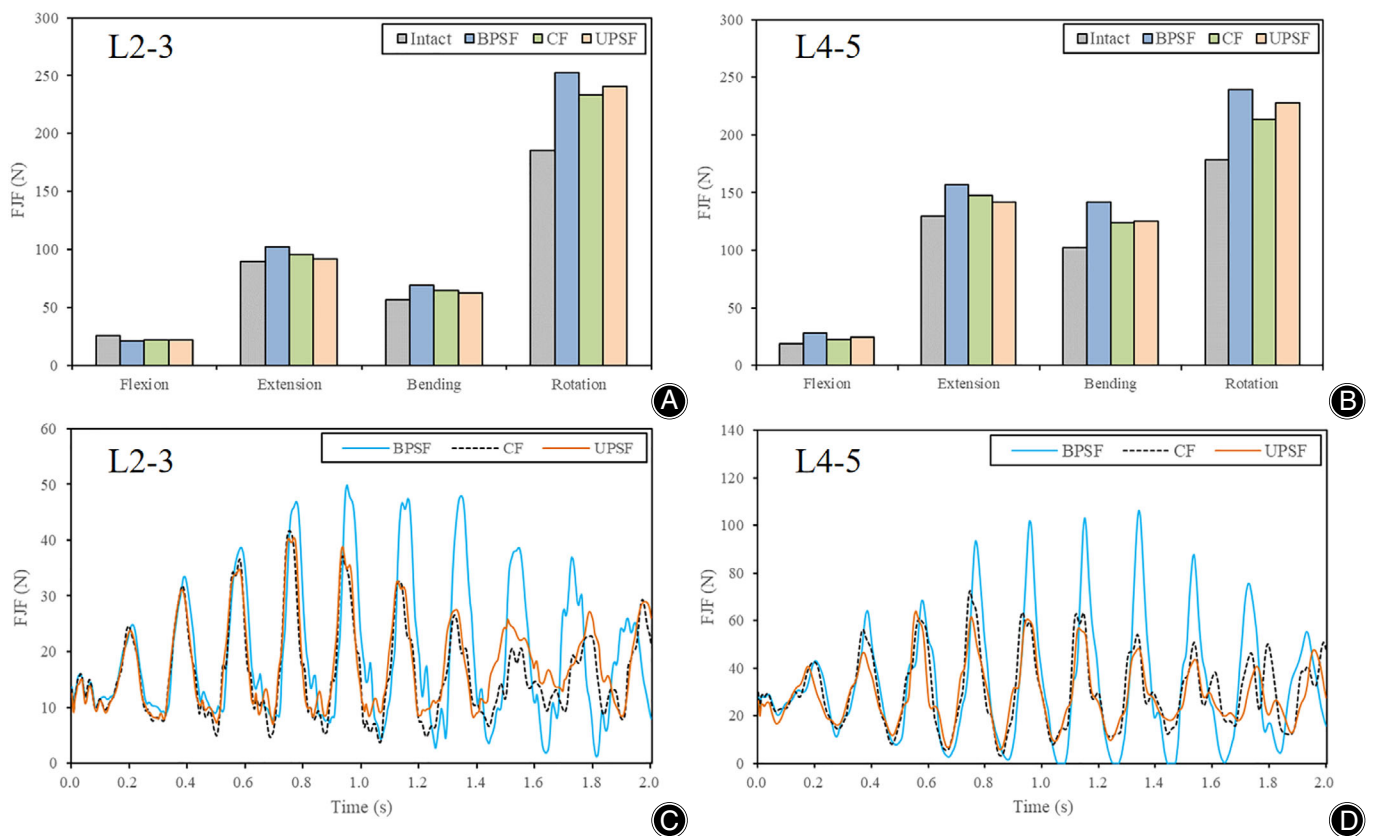 L2-3
Intact BPSF CF UPSF
FJF (N)
300
250
200
150
100
50
0
Flexion Extension Bending Rotation
A
L4-5
Intact BPSF CF UPSF
FJF (N)
300
250
200
150
100
50
0
Flexion Extension Bending Rotation
B
L2-3
BPSF CF UPSF
FJF (N)
60
50
40
30
20
10
0
0.0 0.2 0.4 0.6 0.8 1.0 1.2 1.4 1.6 1.8 2.0
Time (s)
C
L4-5
BPSF CF UPSF
FJF (N)
140
120
100
80
60
40
20
0
0.0 0.2 0.4 0.6 0.8 1.0 1.2 1.4 1.6 1.8 2.0
Time (s)
D